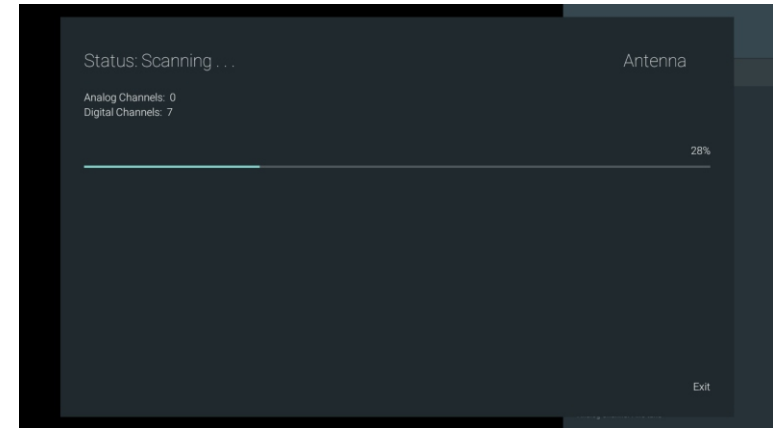 Status: Scanning . . .
Antenna
Analog Channels: 0
Digital Channels: 7
28%
Exit